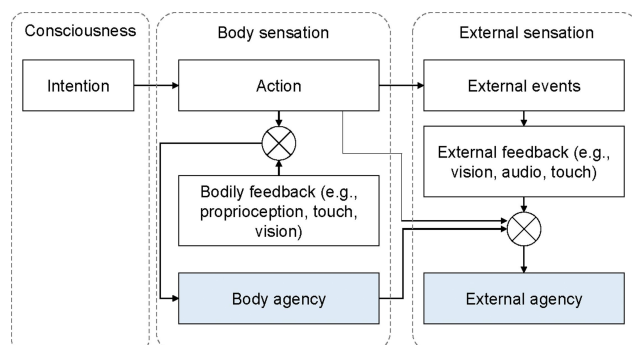 Consciousness
Body sensation
External sensation
Intention
Action
External events
External feedback (e.g.,
vision, audio, touch)
Bodily feedback (e.g.,
proprioception, touch,
vision)
Body agency
External agency